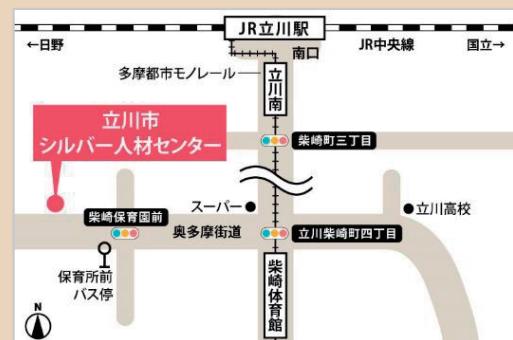 JR立川駅
←日野
南口
JR中央線
国立→
多摩都市モノレール
立川南
立川市
シルバー人材センター
柴崎町三丁目
柴崎保育園前
スーパー
立川高校
奥多摩街道
立川柴崎町四丁目
保育所前
バス停
柴崎体育館
N